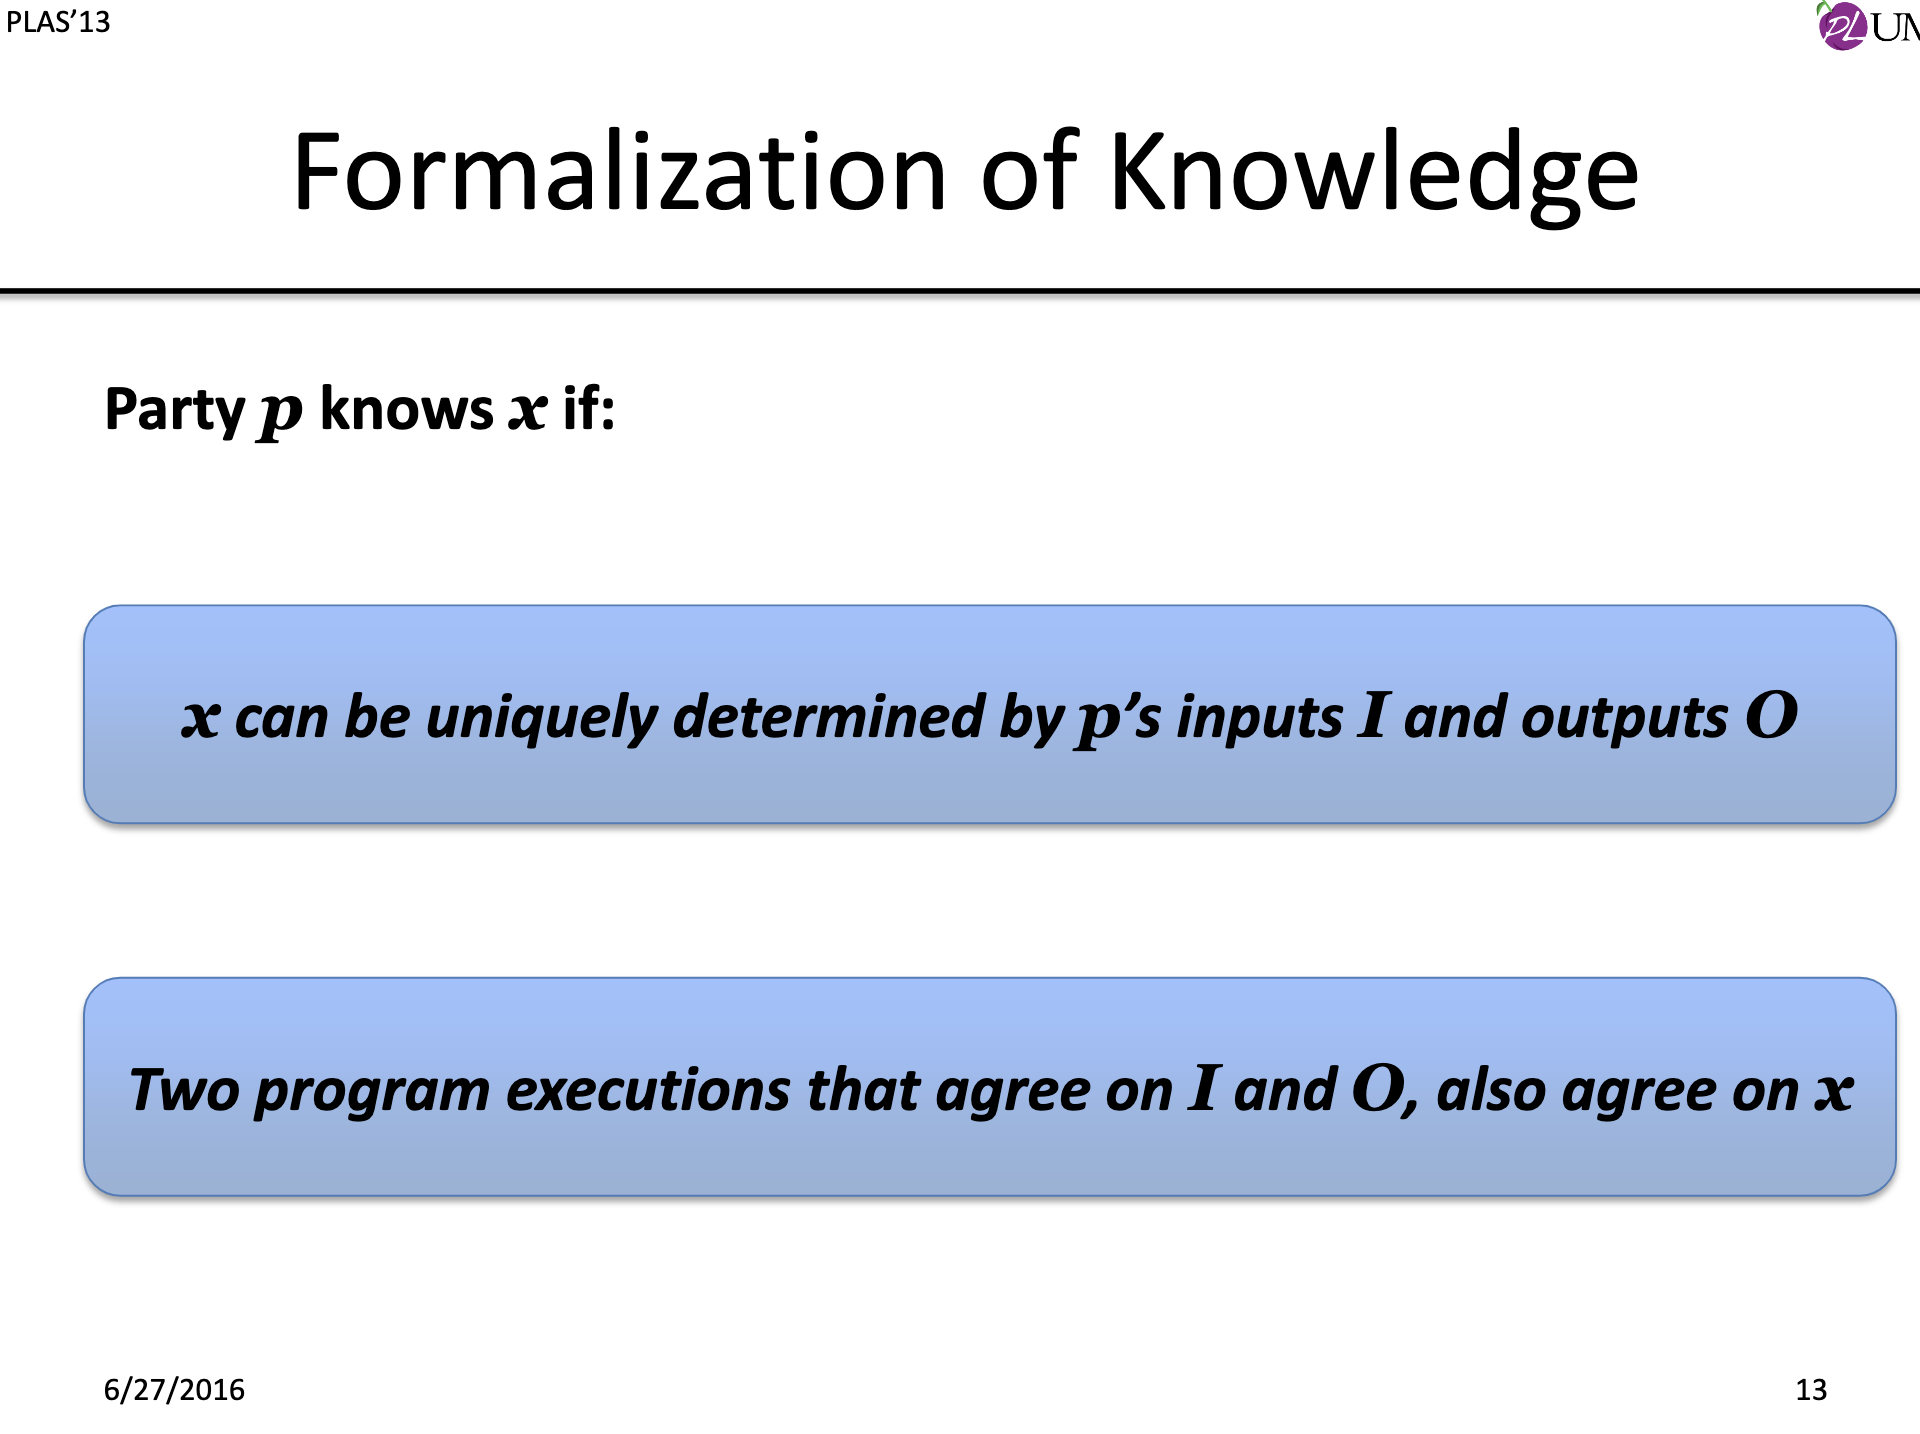 PLAS’13
PL
Formalization of Knowledge
Party p knows x if:
x can be uniquely determined by p’s inputs I and outputs O
Two program executions that agree on I and O, also agree on x
6/27/2016
13